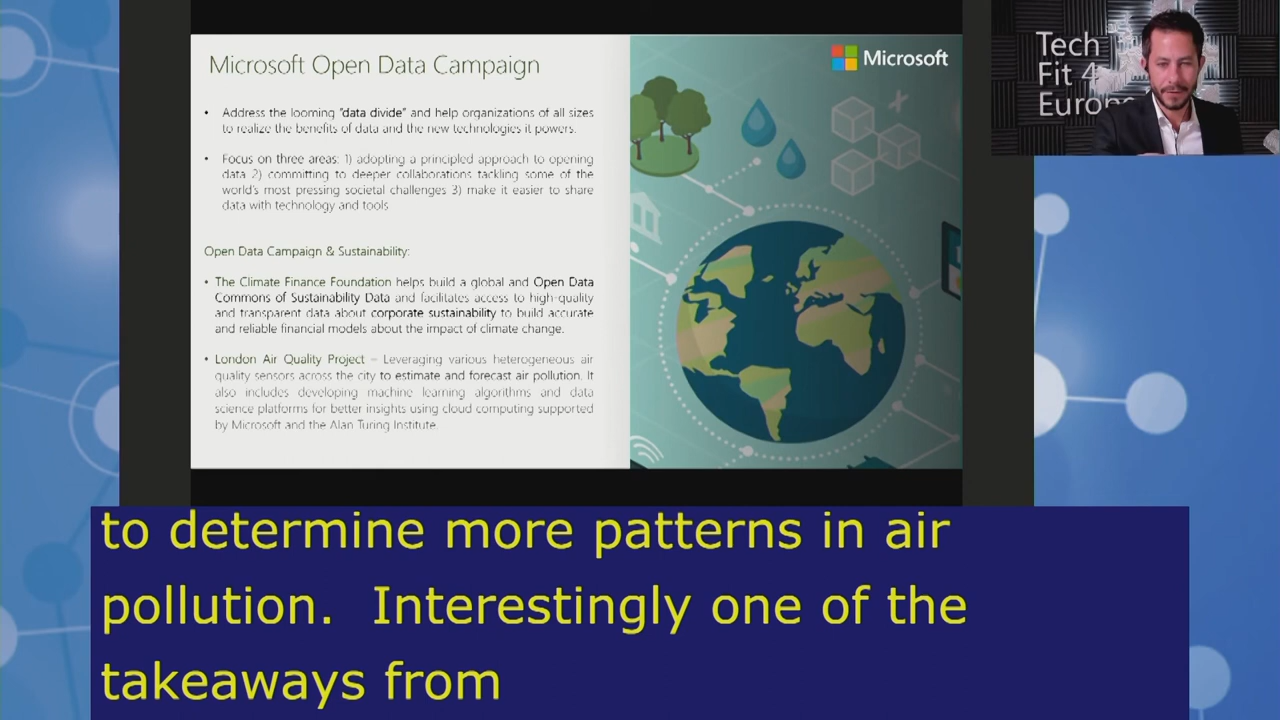 Microsoft Open Data Campaign
• Address the looming "data divide" and help organizations of all sizes
to realize the benefits of data and the new technologies it powers.
• Focus on three areas: 1) adopting a principled approach to opening
data 2) committing to deeper collaborations tackling some of the
world's most pressing societal challenges 3) make it easier to share
data with technology and tools
Open Data Campaign & Sustainability:
• The Climate Finance Foundation helps build a global and Open Data
Commons of Sustainability Data and facilitates access to high-quality
and transparent data about corporate sustainability to build accurate
and reliable financial models about the impact of climate change.
• London Air Quality Project – Leveraging various heterogeneous air
quality sensors across the city to estimate and forecast air pollution. It
also includes developing machine learning algorithms and data
science platforms for better insights using cloud computing supported
by Microsoft and the Alan Turing Institute.
Microsoft
Tech
Fit 4
Europe
to determine more patterns in air
pollution. Interestingly one of the
takeaways from